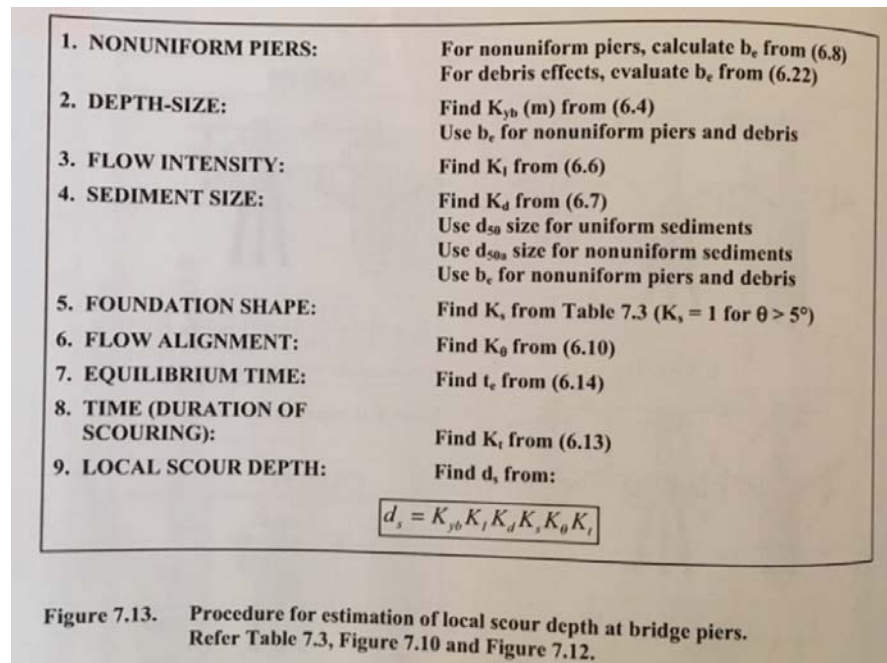 1. NONUNIFORM PIERS: For nonuniform piers, calculate bₑ from (6.8)
For debris effects, evaluate bₑ from (6.22)
2. DEPTH-SIZE: Find K_yb (m) from (6.4)
Use bₑ for nonuniform piers and debris
3. FLOW INTENSITY: Find K_I from (6.6)
4. SEDIMENT SIZE: Find K_d from (6.7)
Use d₅₀ size for uniform sediments
Use d₅₀ₐ size for nonuniform sediments
Use bₑ for nonuniform piers and debris
5. FOUNDATION SHAPE: Find Kₛ from Table 7.3 (Kₛ = 1 for θ > 5°)
6. FLOW ALIGNMENT: Find K_θ from (6.10)
7. EQUILIBRIUM TIME: Find tₑ from (6.14)
8. TIME (DURATION OF
SCOURING): Find Kₜ from (6.13)
9. LOCAL SCOUR DEPTH: Find dₛ from:
dₛ = K_yb K_I K_d Kₛ K_θ Kₜ
Figure 7.13. Procedure for estimation of local scour depth at bridge piers.
Refer Table 7.3, Figure 7.10 and Figure 7.12.